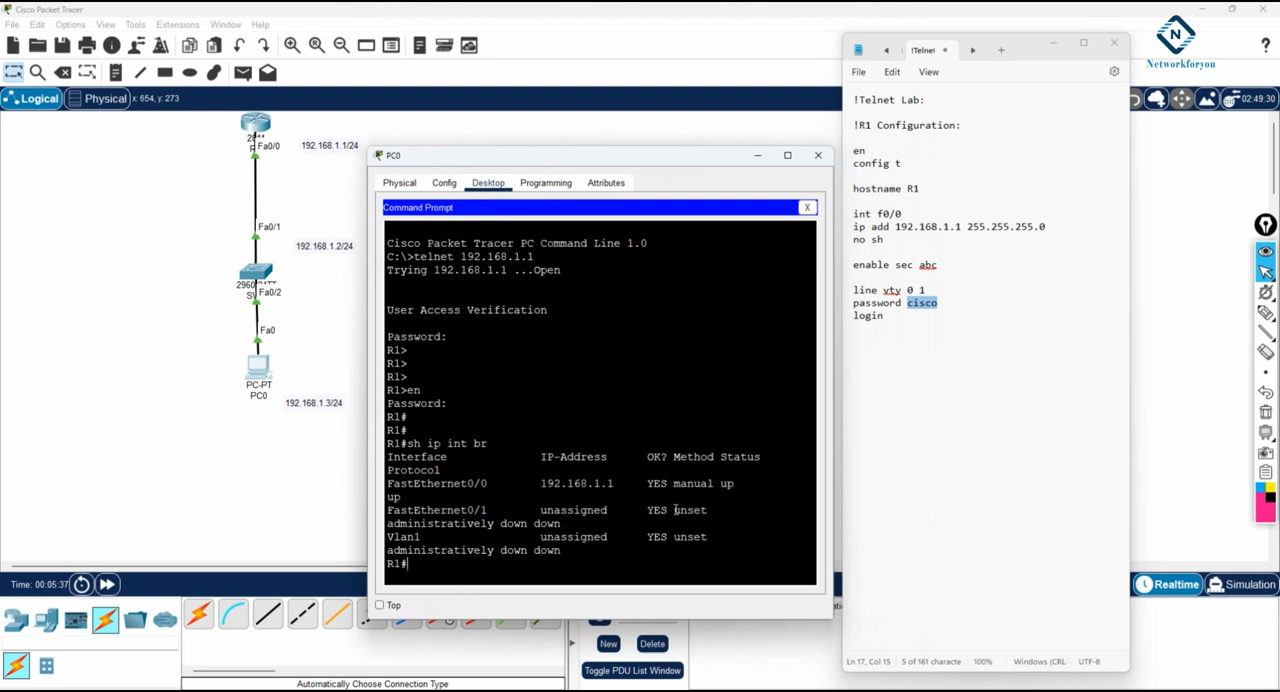 Cisco Packet Tracer
File Edit Options View Tools Extensions Window Help
Logical Physical x: 654, y: 273
02:49:30
Fa0/0
192.168.1.1/24
Fa0/1
192.168.1.2/24
Fa0/2
Fa0
PC-PT
PC0
192.168.1.3/24
PC0
Physical Config Desktop Programming Attributes
Command Prompt X
Cisco Packet Tracer PC Command Line 1.0
C:\>telnet 192.168.1.1
Trying 192.168.1.1 ...Open
User Access Verification
Password:
R1>
R1>
R1>
R1>en
Password:
R1#
R1#
R1#sh ip int br
Interface IP-Address OK? Method Status
Protocol
FastEthernet0/0 192.168.1.1 YES manual up
up
FastEthernet0/1 unassigned YES unset
administratively down down
Vlan1 unassigned YES unset
administratively down down
R1#
Top
!Telnet
File Edit View
!Telnet Lab:
!R1 Configuration:
en
config t
hostname R1
int f0/0
ip add 192.168.1.1 255.255.255.0
no sh
enable sec abc
line vty 0 1
password cisco
login
Ln 17, Col 15 5 of 161 characte 100% Windows (CRL UTF-8
N
Networkforyou
?
Time: 00:05:37
Realtime Simulation
New Delete
Toggle PDU List Window
Automatically Choose Connection Type